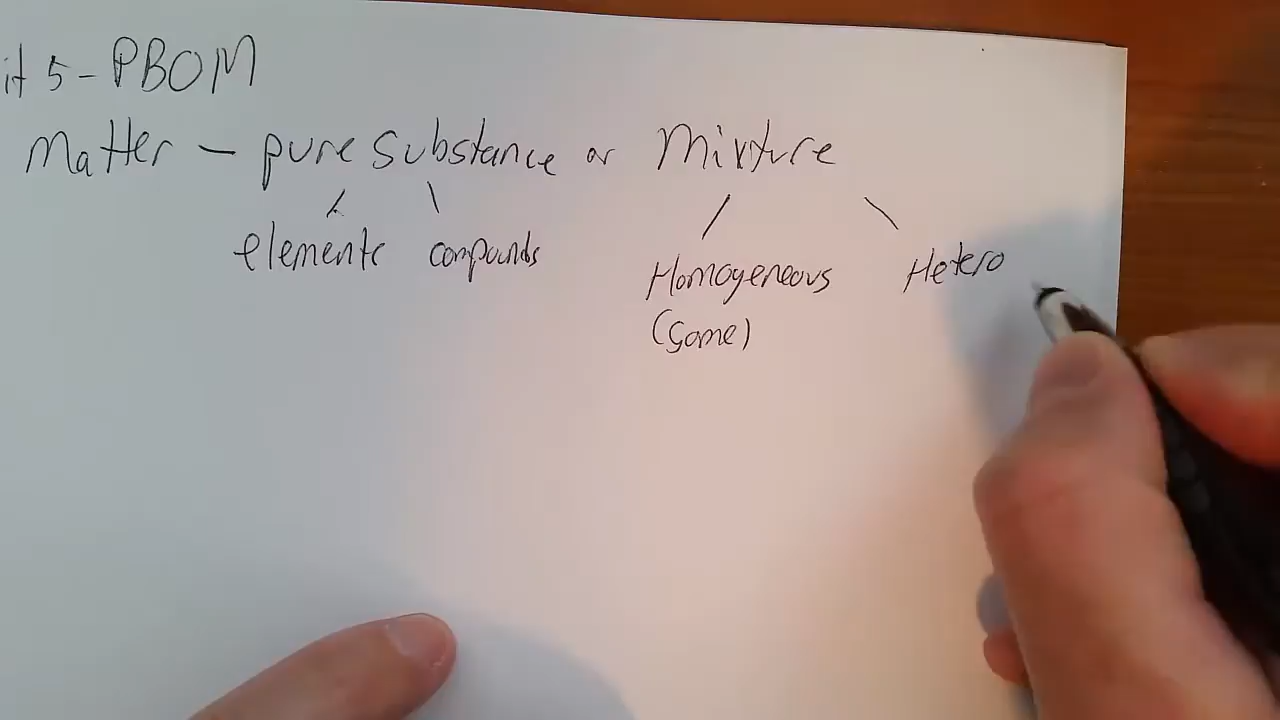 it 5 - PBOM
Matter - pure substance or Mixture
elements compounds
Homogeneous Hetero
(Same)